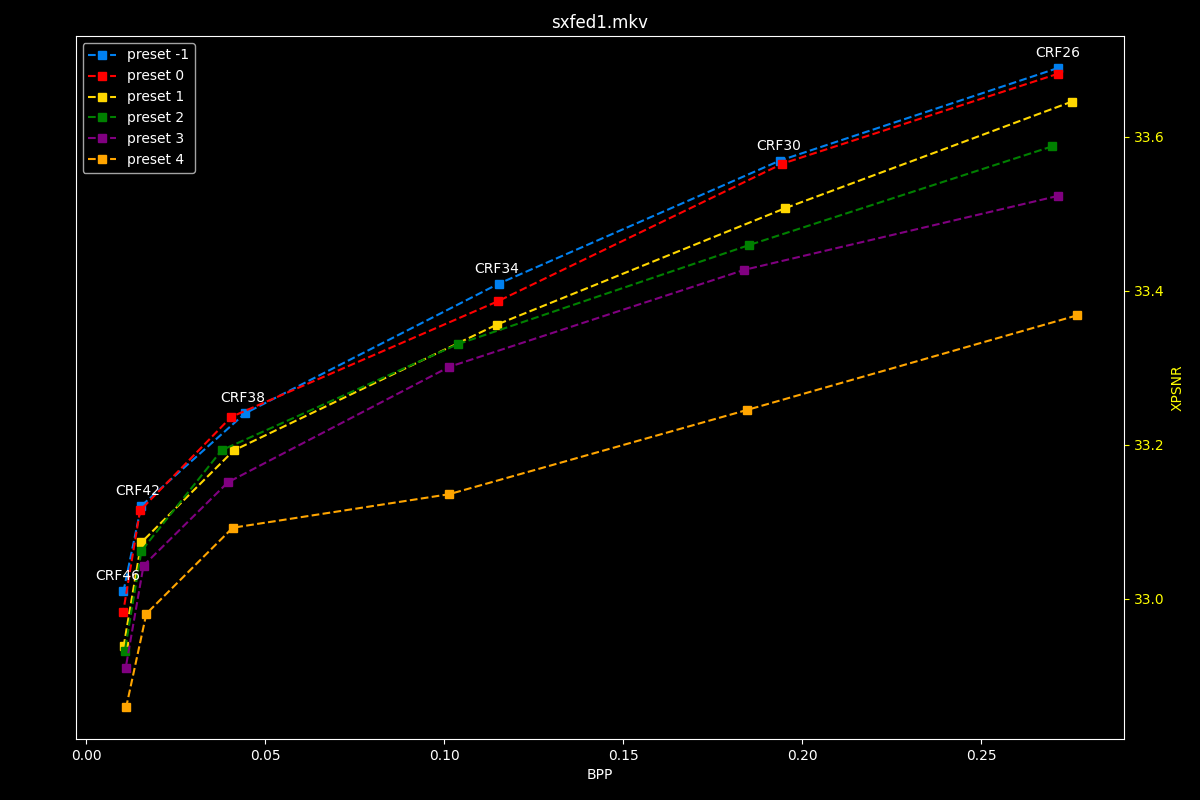 sxfed1.mkv
preset -1
preset 0
preset 1
preset 2
preset 3
preset 4
CRF26
CRF30
CRF34
CRF38
CRF42
CRF46
33.6
33.4
33.2
33.0
XPSNR
0.00 0.05 0.10 0.15 0.20 0.25
BPP